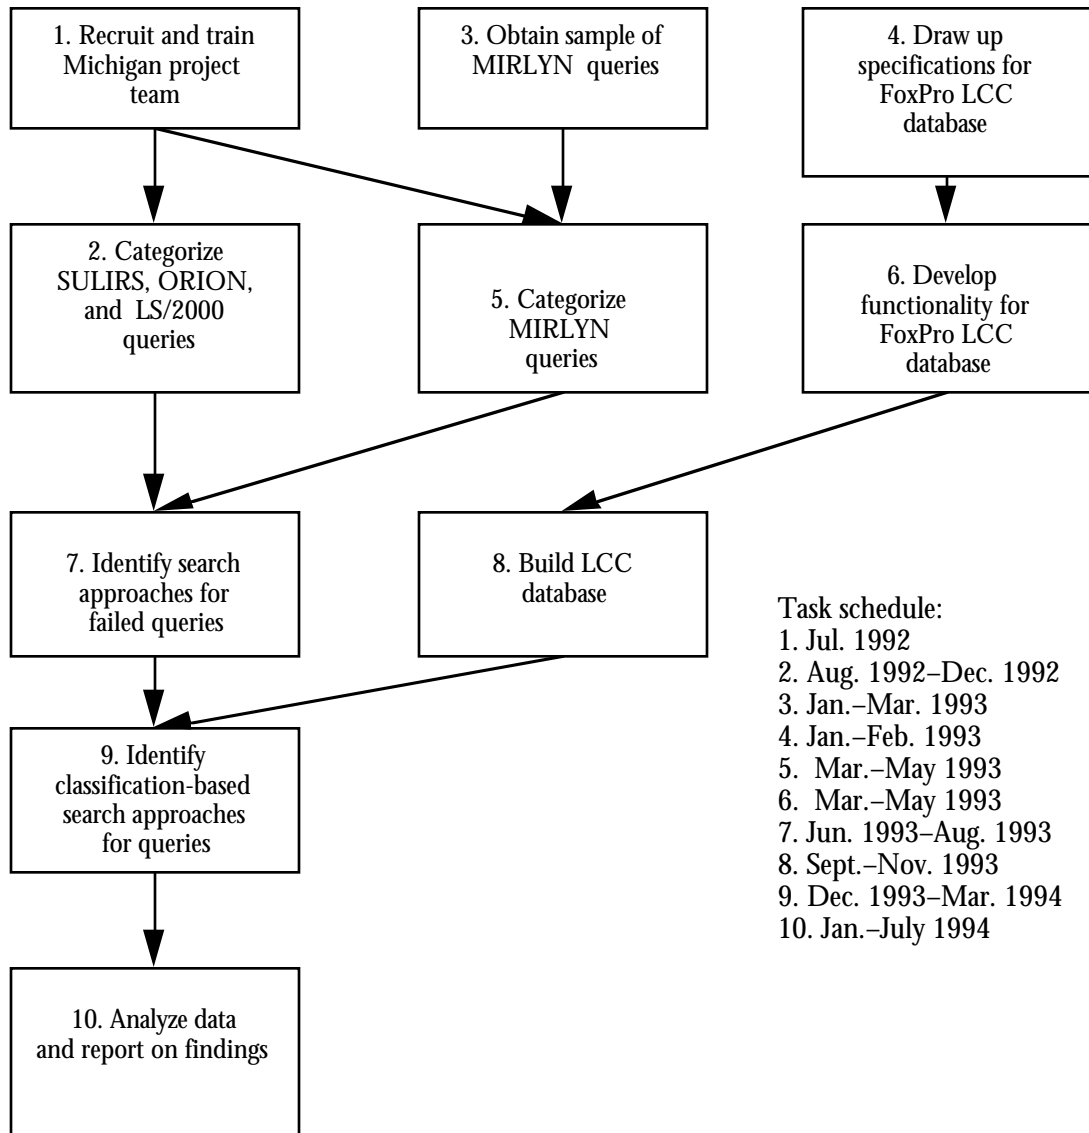 1. Recruit and train
Michigan project
team
3. Obtain sample of
MIRLYN queries
4. Draw up
specifications for
FoxPro LCC
database
2. Categorize
SULIRS, ORION,
and LS/2000
queries
5. Categorize
MIRLYN
queries
6. Develop
functionality for
FoxPro LCC
database
7. Identify search
approaches for
failed queries
8. Build LCC
database
9. Identify
classification-based
search approaches
for queries
10. Analyze data
and report on findings
Task schedule:
1. Jul. 1992
2. Aug. 1992–Dec. 1992
3. Jan.–Mar. 1993
4. Jan.–Feb. 1993
5. Mar.–May 1993
6. Mar.–May 1993
7. Jun. 1993–Aug. 1993
8. Sept.–Nov. 1993
9. Dec. 1993–Mar. 1994
10. Jan.–July 1994